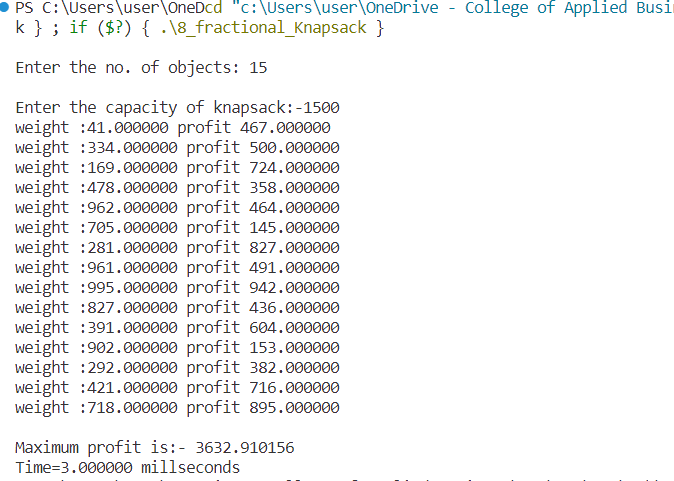 PS C:\Users\user\OneDcd "c:\Users\user\OneDrive - College of Applied Busi
k } ; if ($?) { .\8_fractional_Knapsack }
Enter the no. of objects: 15
Enter the capacity of knapsack:-1500
weight :41.000000 profit 467.000000
weight :334.000000 profit 500.000000
weight :169.000000 profit 724.000000
weight :478.000000 profit 358.000000
weight :962.000000 profit 464.000000
weight :705.000000 profit 145.000000
weight :281.000000 profit 827.000000
weight :961.000000 profit 491.000000
weight :995.000000 profit 942.000000
weight :827.000000 profit 436.000000
weight :391.000000 profit 604.000000
weight :902.000000 profit 153.000000
weight :292.000000 profit 382.000000
weight :421.000000 profit 716.000000
weight :718.000000 profit 895.000000
Maximum profit is:- 3632.910156
Time=3.000000 millseconds